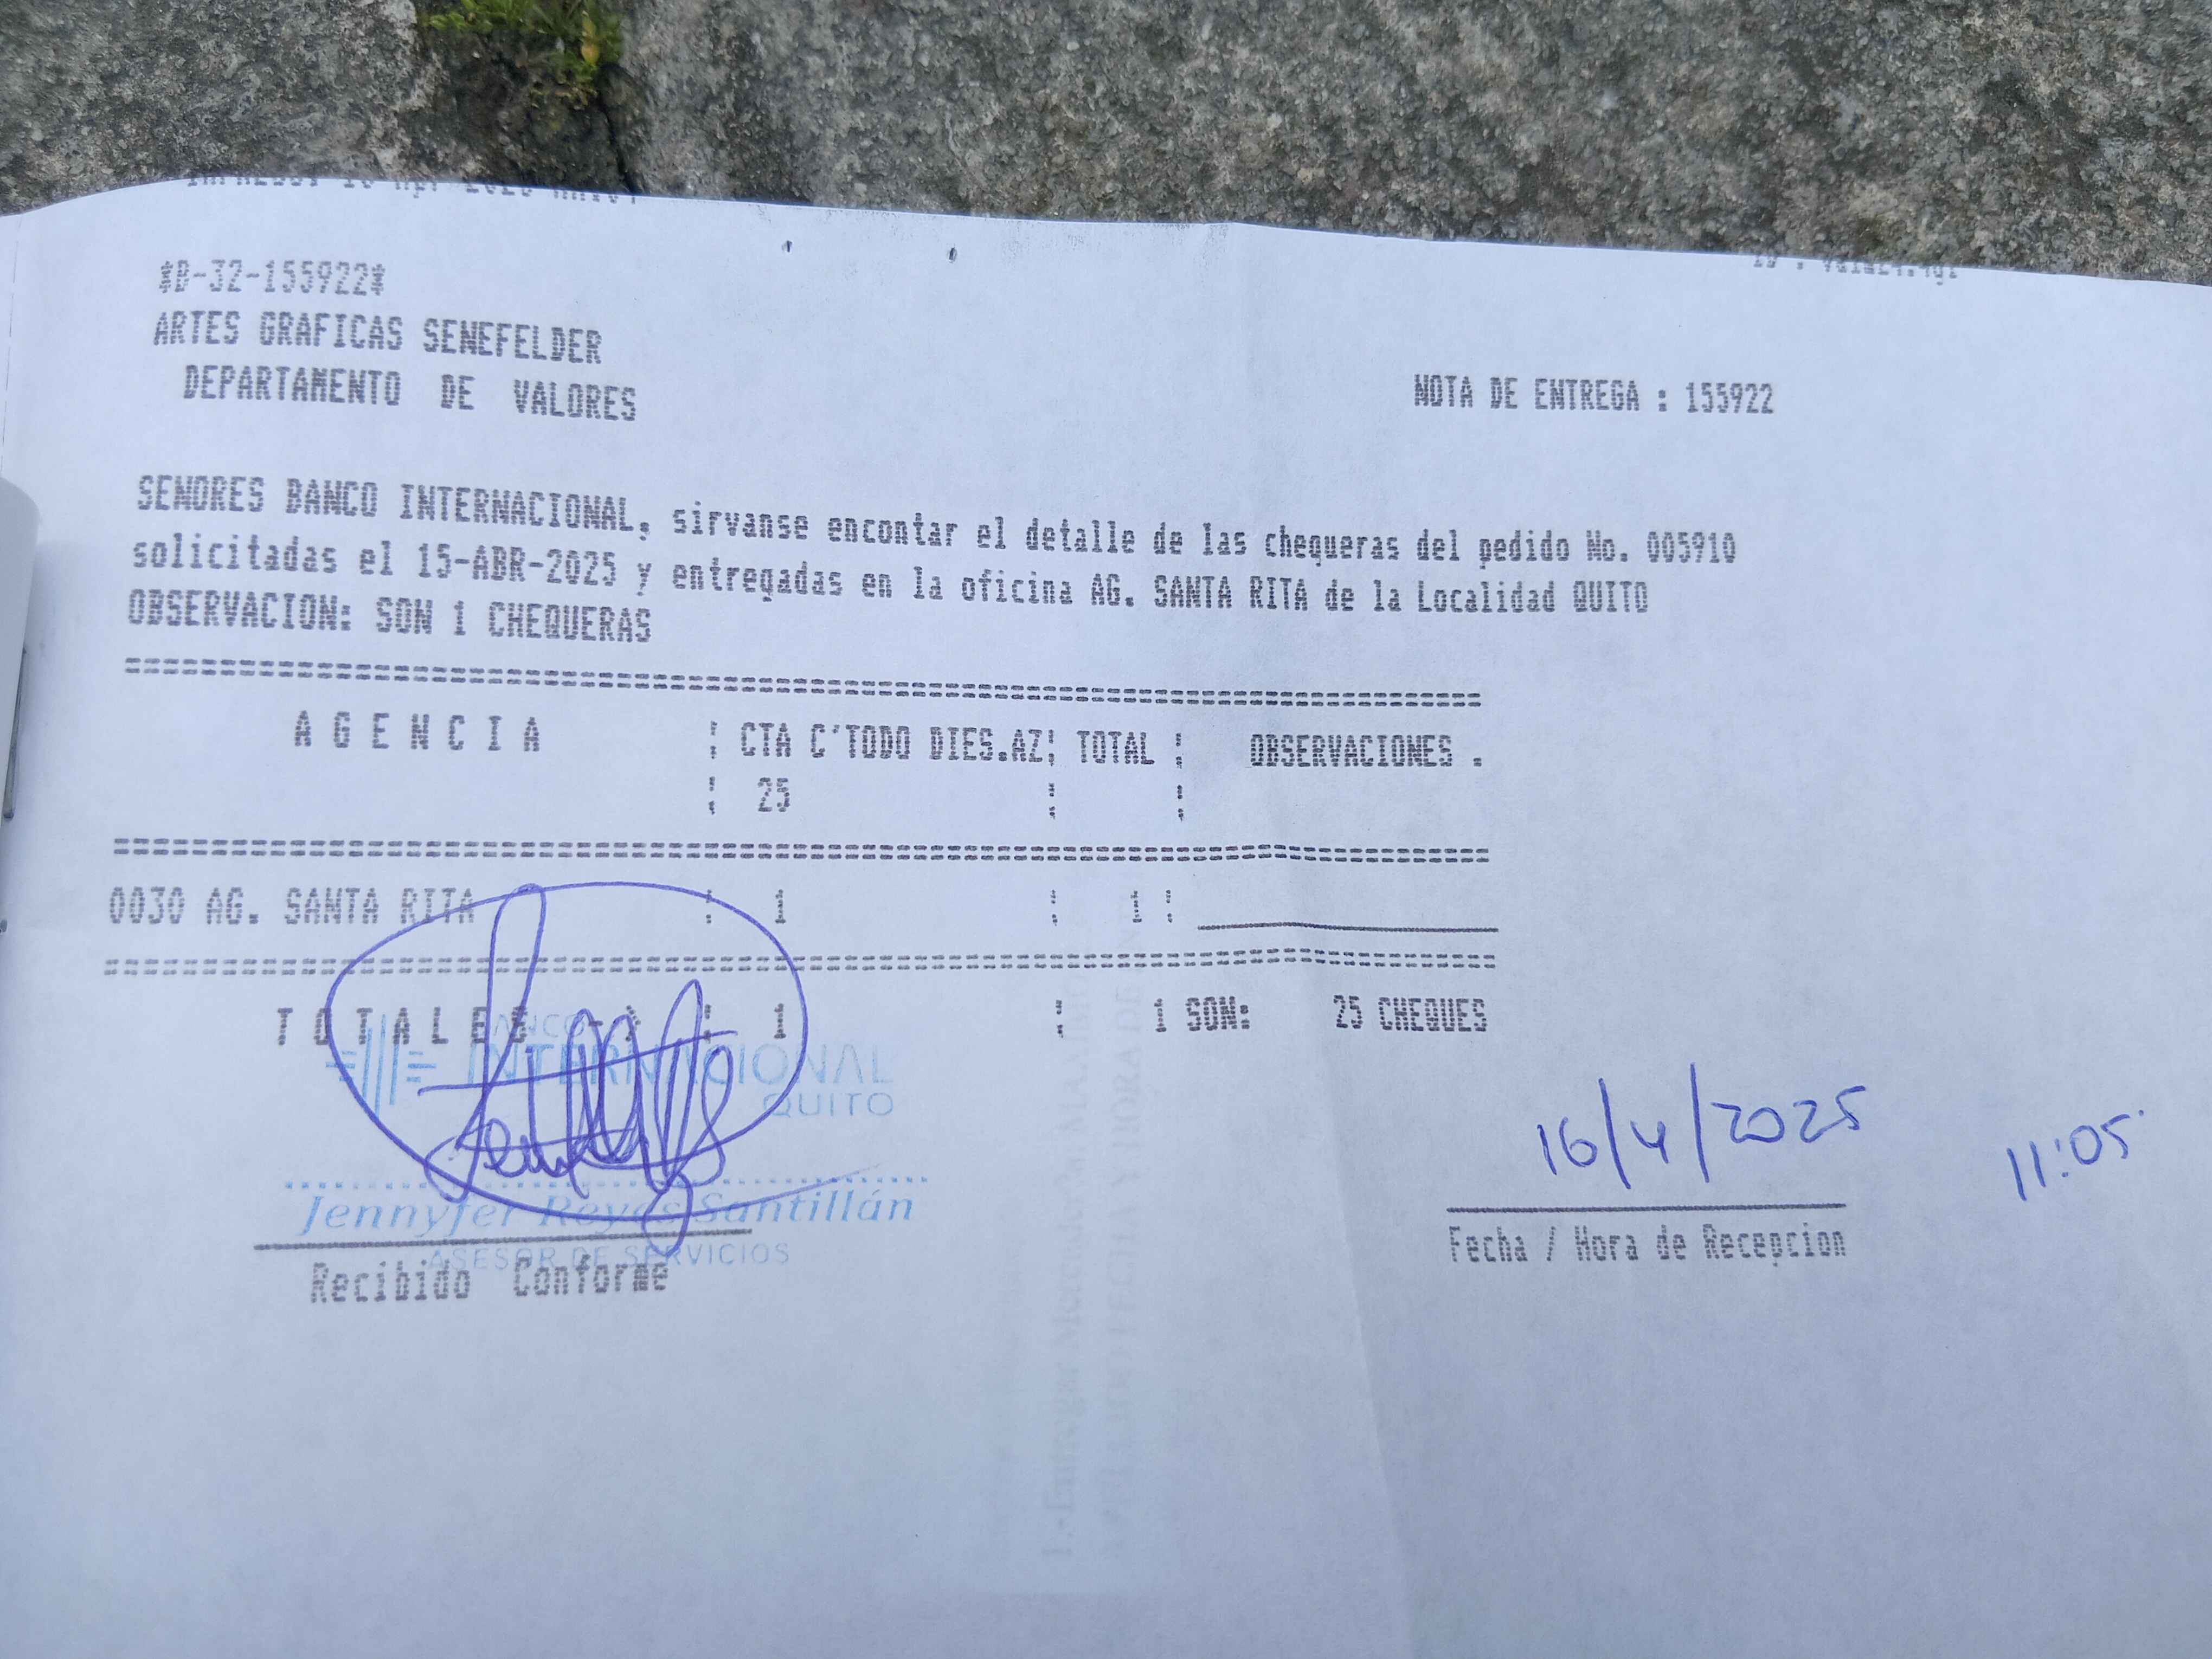 *B-32-155922*
ARTES GRAFICAS SENEFELDER
DEPARTAMENTO DE VALORES
NOTA DE ENTREGA : 155922
SENORES BANCO INTERNACIONAL, sirvanse encontar el detalle de las chequeras del pedido No. 005910
solicitadas el 15-ABR-2025 y entregadas en la oficina AG. SANTA RITA de la Localidad QUITO
OBSERVACION: SON 1 CHEQUERAS
A G E N C I A : CTA C'TODO DIES.AZ: TOTAL : OBSERVACIONES .
: 25 : :
0030 AG. SANTA RITA : 1 : 1 :
T O T A L E S : 1 : 1 SON: 25 CHEQUES
BANCO
INTERNACIONAL
QUITO
16/4/2025 11:05
Jennyfer Reyes Santillán
ASESOR DE SERVICIOS
Recibido Conforme
Fecha / Hora de Recepcion